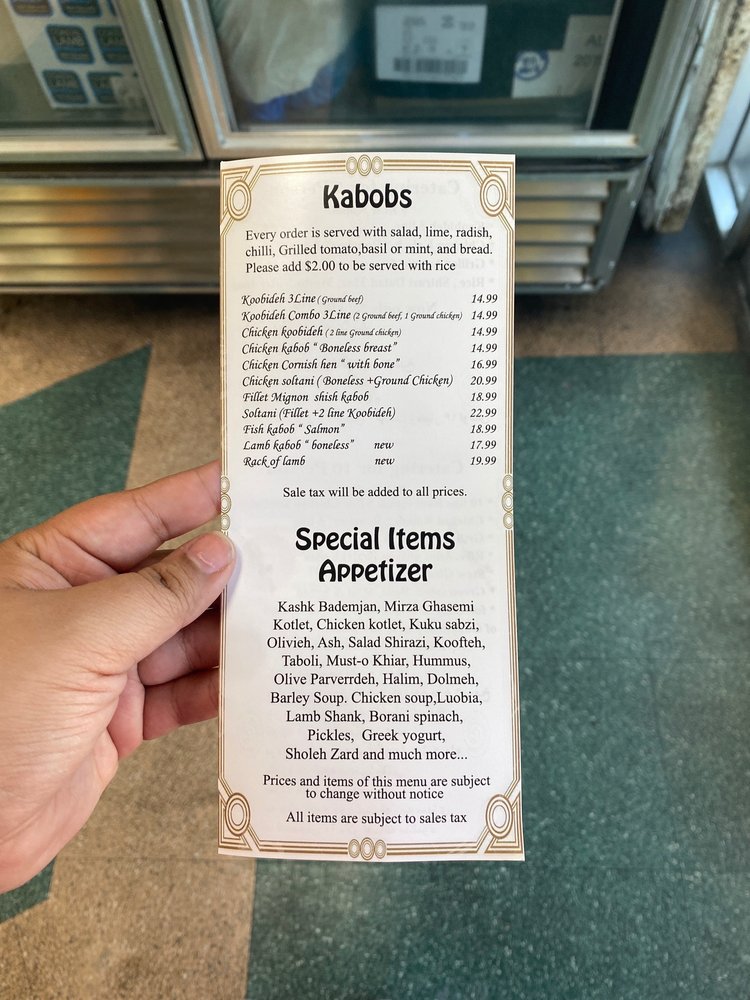 Kabobs
Every order is served with salad, lime, radish,
chilli, Grilled tomato,basil or mint, and bread.
Please add $2.00 to be served with rice
Koobideh 3Line ( Ground beef) 14.99
Koobideh Combo 3Line (2 Ground beef, 1 Ground chicken) 14.99
Chicken koobideh ( 2 line Ground chicken) 14.99
Chicken kabob “ Boneless breast” 14.99
Chicken Cornish hen “ with bone” 16.99
Chicken soltani ( Boneless +Ground Chicken) 20.99
Fillet Mignon shish kabob 18.99
Soltani (Fillet +2 line Koobideh) 22.99
Fish kabob “ Salmon” 18.99
Lamb kabob “ boneless” new 17.99
Rack of lamb new 19.99
Sale tax will be added to all prices.
Special Items
Appetizer
Kashk Bademjan, Mirza Ghasemi
Kotlet, Chicken kotlet, Kuku sabzi,
Olivieh, Ash, Salad Shirazi, Koofteh,
Taboli, Must-o Khiar, Hummus,
Olive Parverrdeh, Halim, Dolmeh,
Barley Soup. Chicken soup,Luobia,
Lamb Shank, Borani spinach,
Pickles, Greek yogurt,
Sholeh Zard and much more...
Prices and items of this menu are subject
to change without notice
All items are subject to sales tax